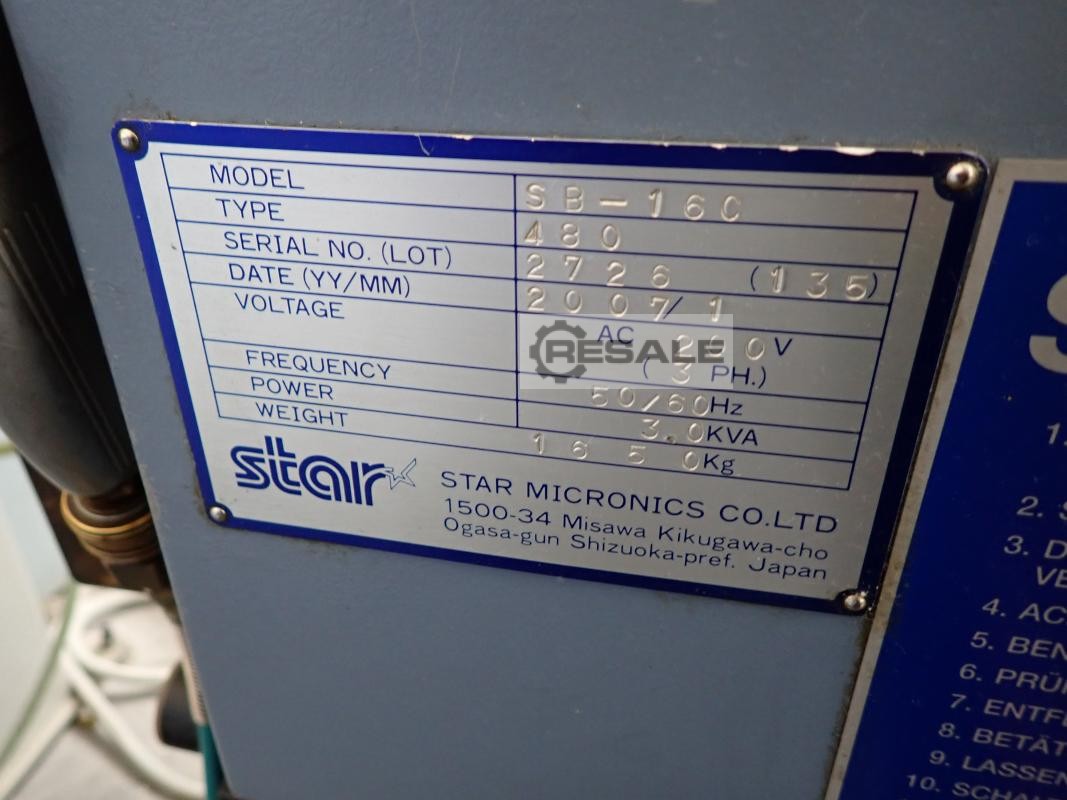 MODEL SB-16C
TYPE 480
SERIAL NO. (LOT) 2726 (135)
DATE (YY/MM) 2007/1
VOLTAGE AC 200V
(3 PH.)
FREQUENCY 50/60Hz
POWER 3.0KVA
WEIGHT 1650Kg
RESALE
star
STAR MICRONICS CO.LTD
1500-34 Misawa Kikugawa-cho
Ogasa-gun Shizuoka-pref. Japan
1.
2.
3.
4.
5.
6.
7.
8.
9. LASSEN
10.